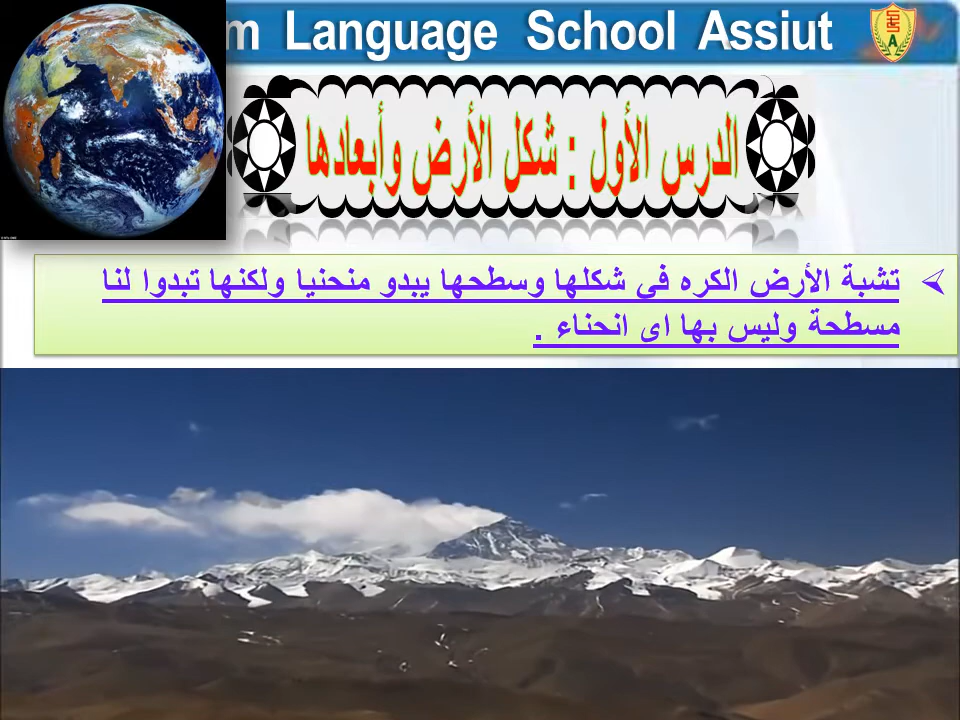 m Language School Assiut
الدرس الأول : شكل الأرض وأبعادها
تشبة الأرض الكره في شكلها وسطحها يبدو منحنيا ولكنها تبدوا لنا
مسطحة وليس بها اى انحناء .